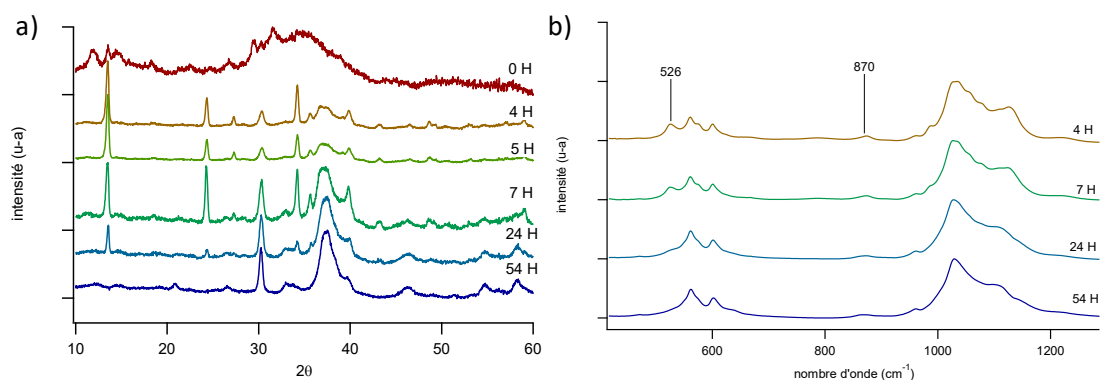 a)
intensité (u-a)
0 H
4 H
5 H
7 H
24 H
54 H
10
20
30
40
50
60
2θ
b)
intensité (u-a)
526
870
4 H
7 H
24 H
54 H
600
800
1000
1200
nombre d'onde (cm⁻¹)